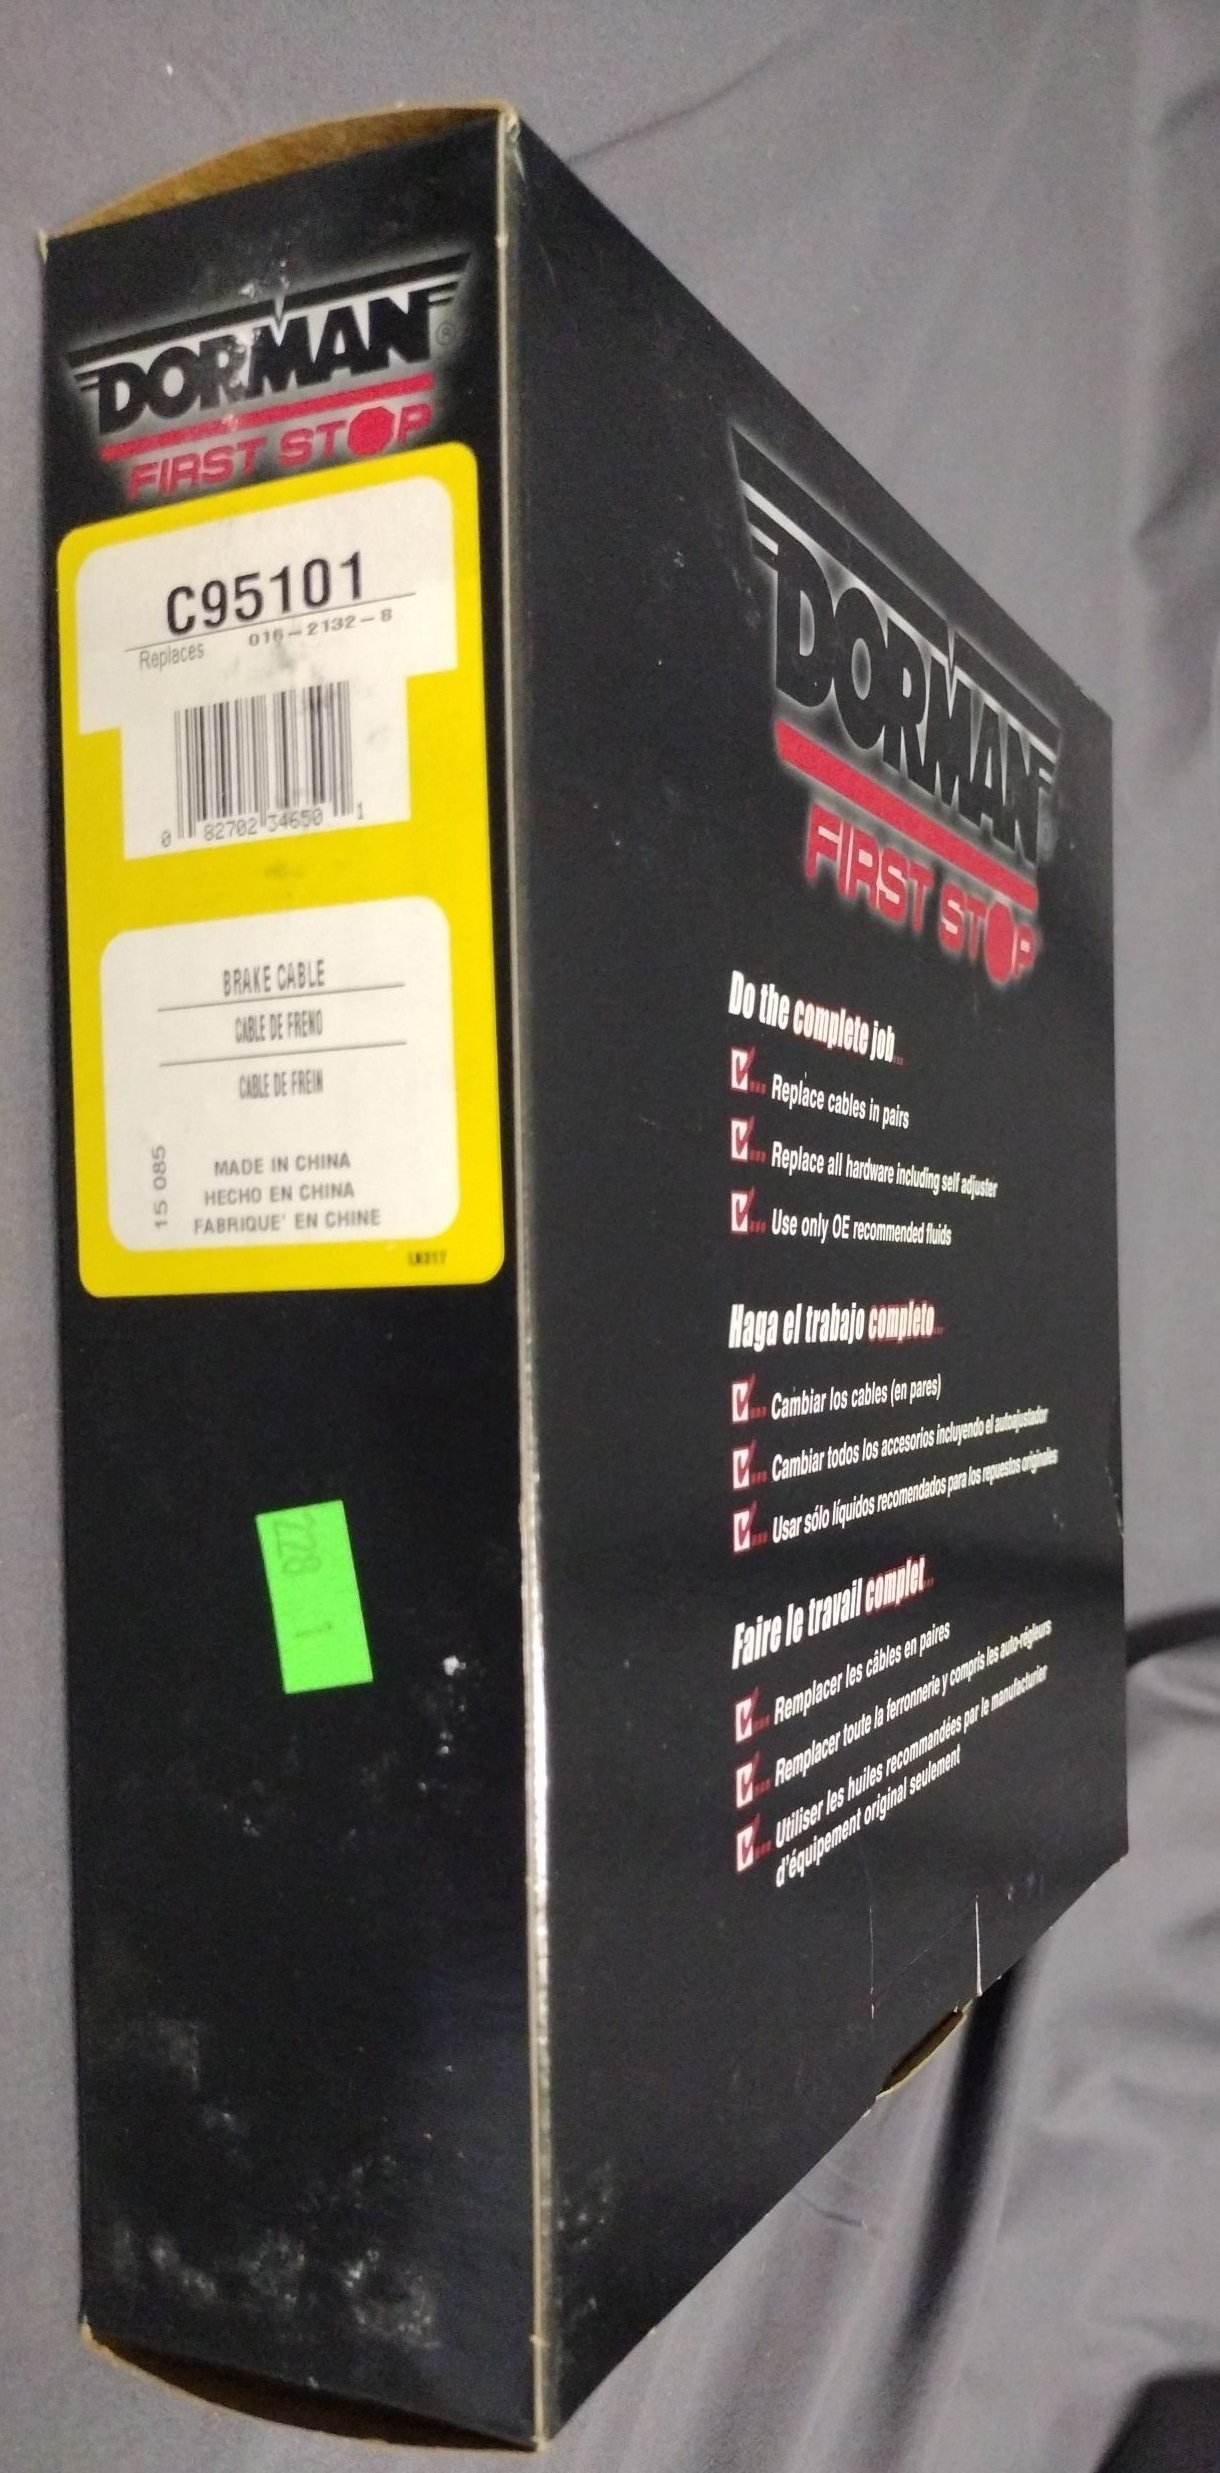 DORMAN®
FIRST STOP
C95101
Replaces 016-2132-8
0 82702 34650 1
BRAKE CABLE
CABLE DE FRENO
CABLE DE FREIN
15 085
MADE IN CHINA
HECHO EN CHINA
FABRIQUE' EN CHINE
LN317
DORMAN
FIRST STOP
Do the complete job...
... Replace cables in pairs
... Replace all hardware including self adjuster
... Use only OE recommended fluids
Haga el trabajo completo...
... Cambiar los cables (en pares)
... Cambiar todos los accesorios incluyendo el autoajustador
... Usar sólo líquidos recomendados para los repuestos originales
Faire le travail complet...
... Remplacer les câbles en paires
... Remplacer toute la ferronnerie y compris les auto-régleurs
... Utiliser les huiles recommandées par le manufacturier
d'équipement original seulement